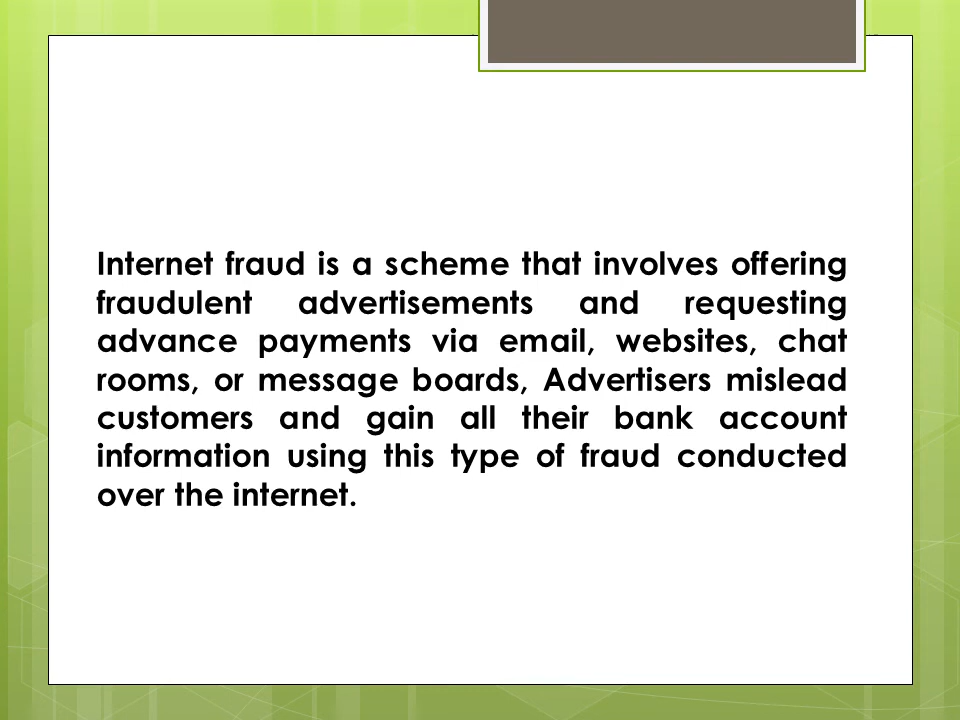 Internet fraud is a scheme that involves offering
fraudulent advertisements and requesting
advance payments via email, websites, chat
rooms, or message boards, Advertisers mislead
customers and gain all their bank account
information using this type of fraud conducted
over the internet.